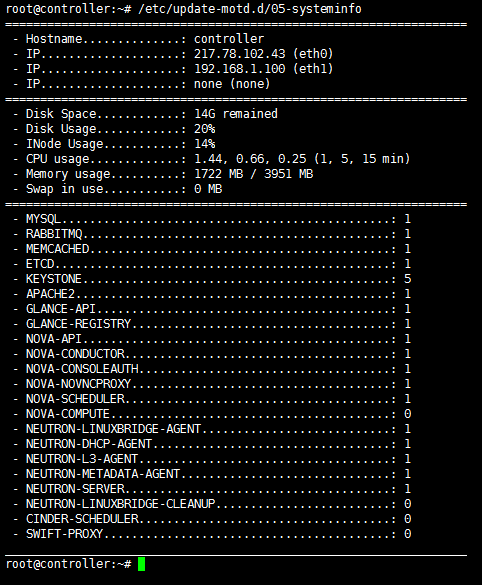 root@controller:~# /etc/update-motd.d/05-systeminfo
===============================================================
- Hostname..............: controller
- IP....................: 217.78.102.43 (eth0)
- IP....................: 192.168.1.100 (eth1)
- IP....................: none (none)
===============================================================
- Disk Space............: 14G remained
- Disk Usage............: 20%
- INode Usage...........: 14%
- CPU usage.............: 1.44, 0.66, 0.25 (1, 5, 15 min)
- Memory usage..........: 1722 MB / 3951 MB
- Swap in use...........: 0 MB
===============================================================
- MYSQL...............................................: 1
- RABBITMQ............................................: 1
- MEMCACHED...........................................: 1
- ETCD................................................: 1
- KEYSTONE............................................: 5
- APACHE2.............................................: 1
- GLANCE-API..........................................: 1
- GLANCE-REGISTRY.....................................: 1
- NOVA-API............................................: 1
- NOVA-CONDUCTOR......................................: 1
- NOVA-CONSOLEAUTH....................................: 1
- NOVA-NOVNCPROXY.....................................: 1
- NOVA-SCHEDULER......................................: 1
- NOVA-COMPUTE........................................: 0
- NEUTRON-LINUXBRIDGE-AGENT...........................: 1
- NEUTRON-DHCP-AGENT..................................: 1
- NEUTRON-L3-AGENT....................................: 1
- NEUTRON-METADATA-AGENT..............................: 1
- NEUTRON-SERVER......................................: 1
- NEUTRON-LINUXBRIDGE-CLEANUP.........................: 0
- CINDER-SCHEDULER....................................: 0
- SWIFT-PROXY.........................................: 0
root@controller:~#